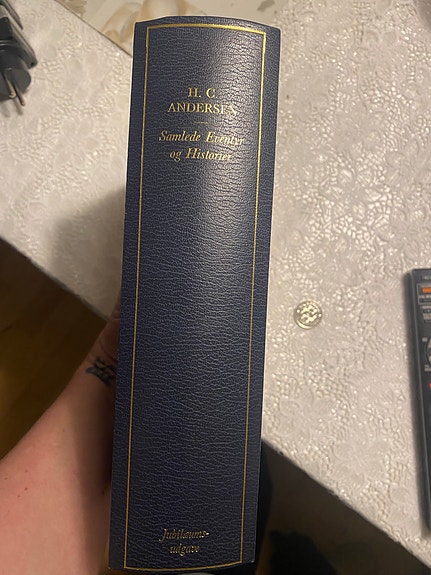 H. C.
ANDERSEN
Samlede Eventyr
og Historier
Jubilæums-
udgave